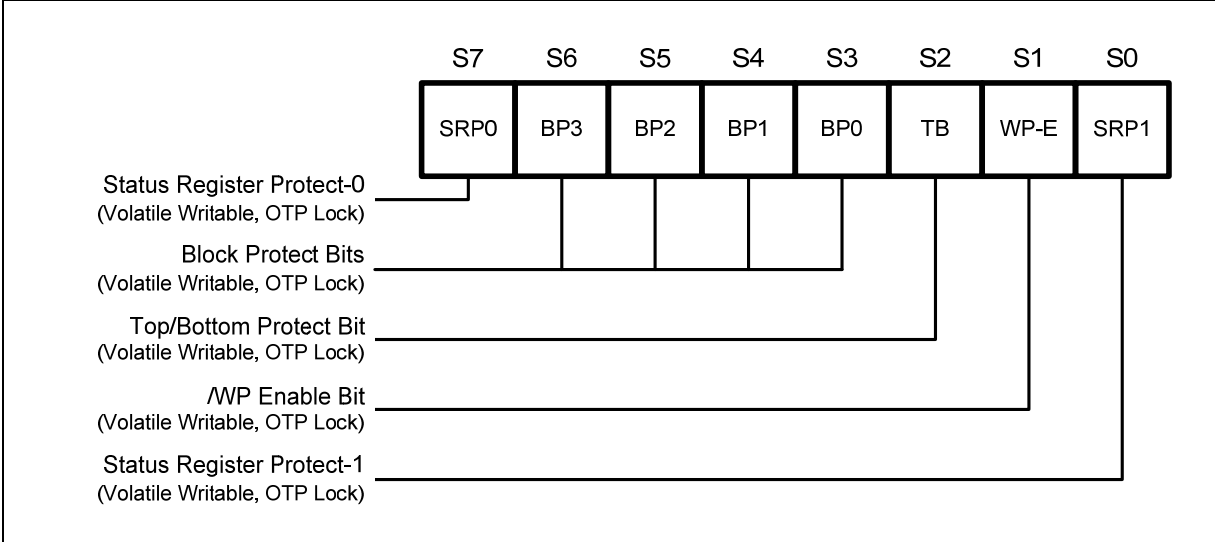 S7 S6 S5 S4 S3 S2 S1 S0
SRP0 BP3 BP2 BP1 BP0 TB WP-E SRP1
Status Register Protect-0
(Volatile Writable, OTP Lock)
Block Protect Bits
(Volatile Writable, OTP Lock)
Top/Bottom Protect Bit
(Volatile Writable, OTP Lock)
/WP Enable Bit
(Volatile Writable, OTP Lock)
Status Register Protect-1
(Volatile Writable, OTP Lock)